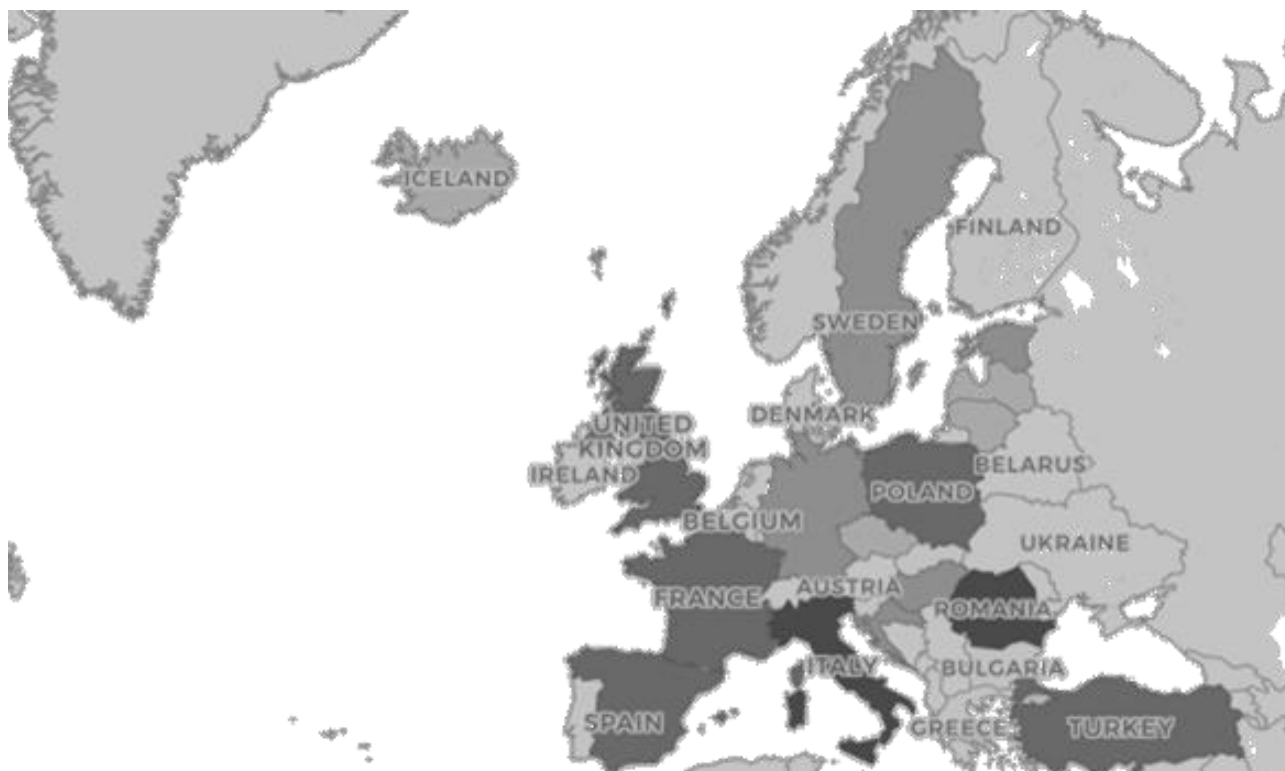 ICELAND
FINLAND
SWEDEN
DENMARK
UNITED
KINGDOM
IRELAND
BELARUS
POLAND
BELGIUM
UKRAINE
AUSTRIA
FRANCE
ROMANIA
ITALY
BULGARIA
SPAIN
GREECE
TURKEY